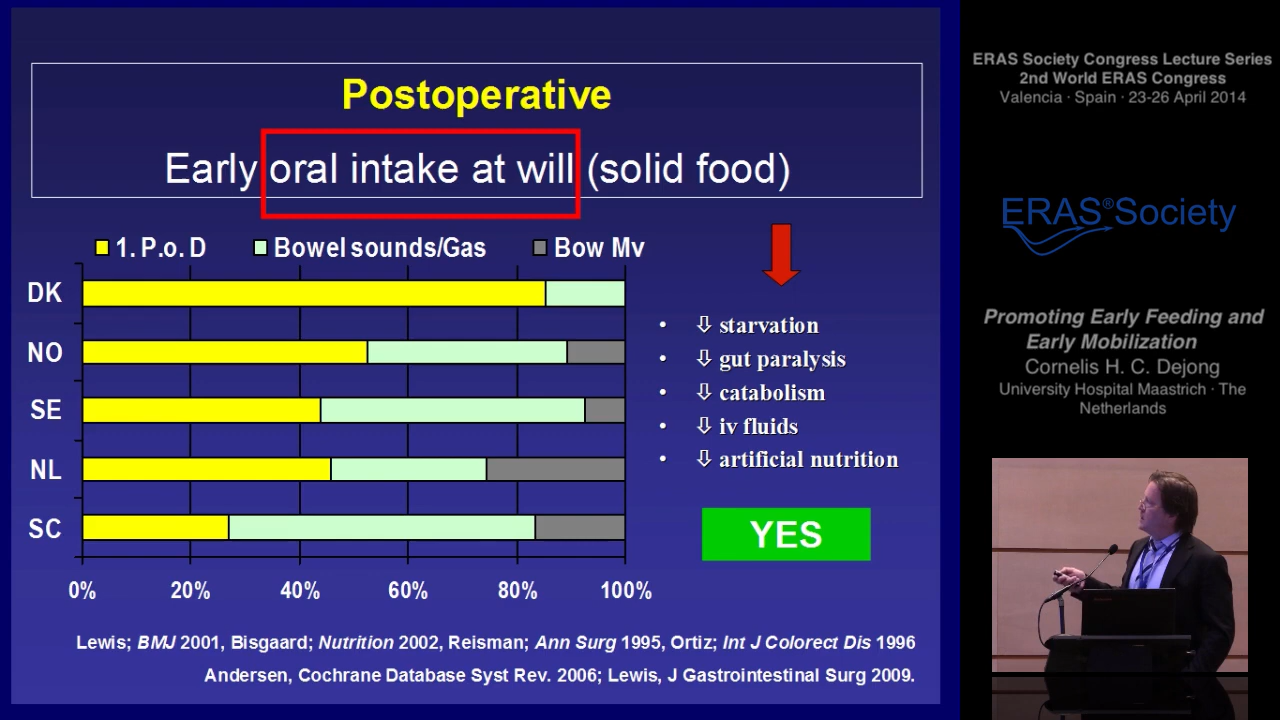 Postoperative
Early oral intake at will (solid food)
1. P.o. D Bowel sounds/Gas Bow Mv
DK
NO
SE
NL
SC
0% 20% 40% 60% 80% 100%
• ⇩ starvation
• ⇩ gut paralysis
• ⇩ catabolism
• ⇩ iv fluids
• ⇩ artificial nutrition
YES
Lewis; BMJ 2001, Bisgaard; Nutrition 2002, Reisman; Ann Surg 1995, Ortiz; Int J Colorect Dis 1996
Andersen, Cochrane Database Syst Rev. 2006; Lewis, J Gastrointestinal Surg 2009.
ERAS Society Congress Lecture Series
2nd World ERAS Congress
Valencia · Spain · 23-26 April 2014
ERAS®Society
Promoting Early Feeding and
Early Mobilization
Cornelis H. C. Dejong
University Hospital Maastrich · The
Netherlands